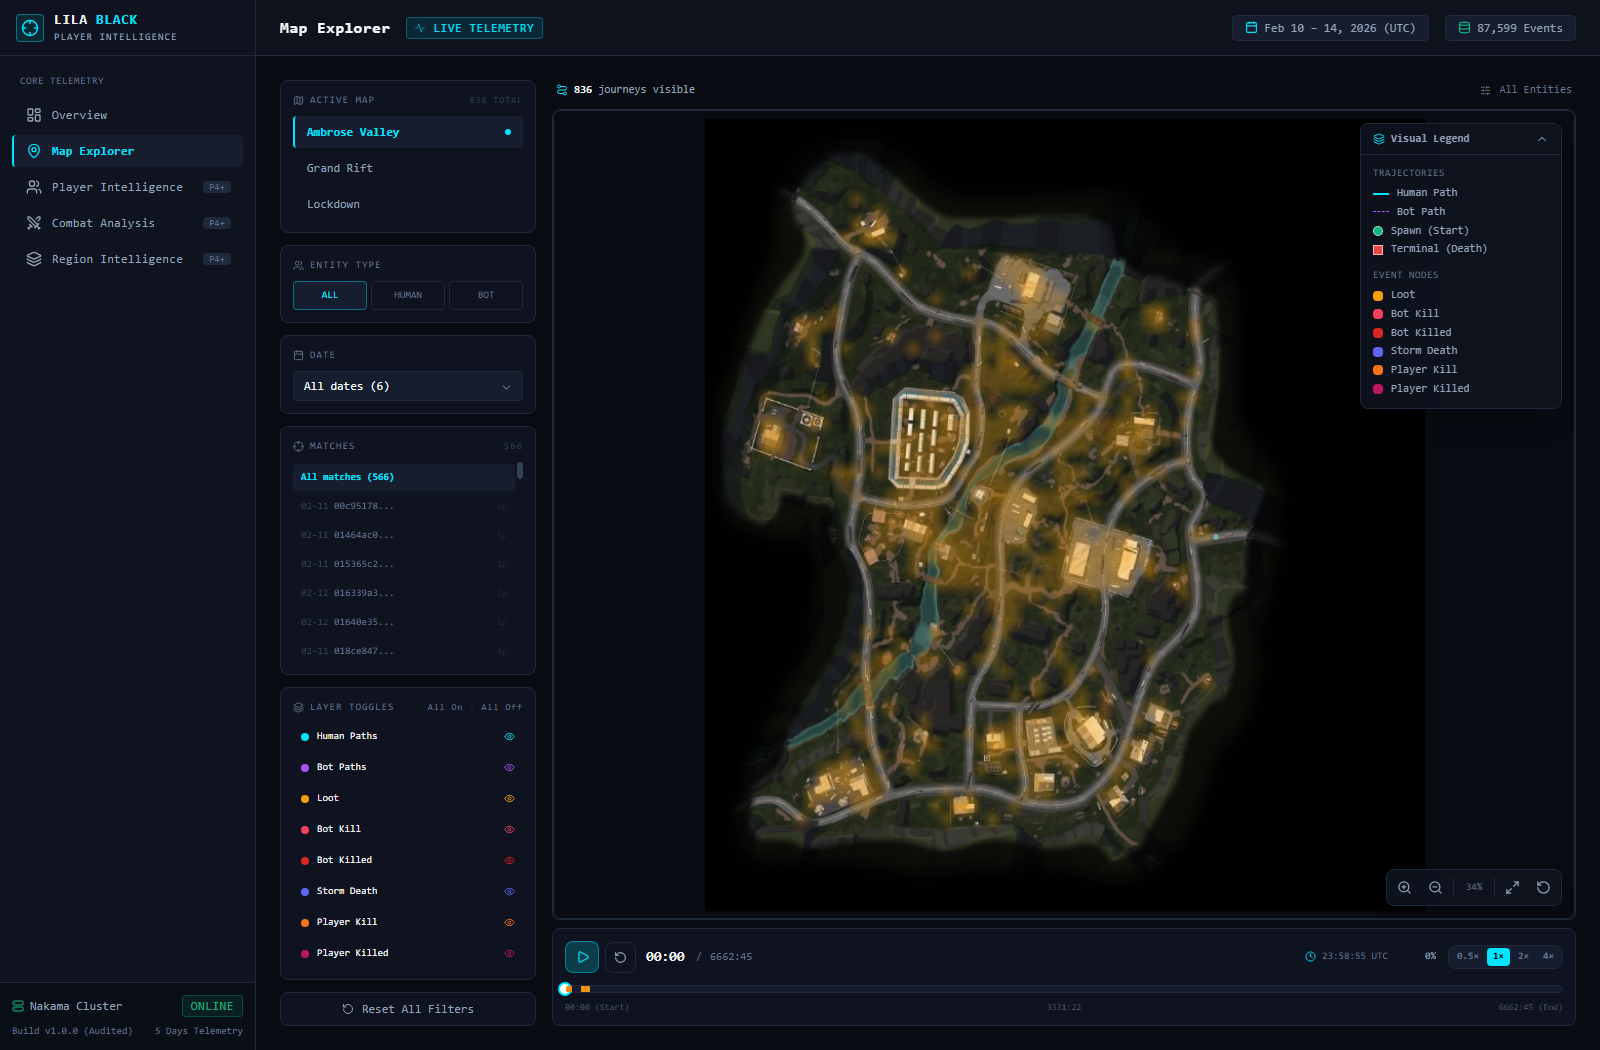 LILA BLACK
PLAYER INTELLIGENCE
CORE TELEMETRY
Overview
Map Explorer
Player Intelligence P4+
Combat Analysis P4+
Region Intelligence P4+
Nakama Cluster ONLINE
Build v1.0.0 (Audited) 5 Days Telemetry
Map Explorer LIVE TELEMETRY Feb 10 – 14, 2026 (UTC) 87,599 Events
ACTIVE MAP 836 TOTAL
Ambrose Valley
Grand Rift
Lockdown
ENTITY TYPE
ALL HUMAN BOT
DATE
All dates (6)
MATCHES 566
All matches (566)
02-11 00c95178... 1p
02-11 01464ac0... 1p
02-11 015365c2... 1p
02-12 016339a3... 1p
02-12 01640e35... 1p
02-11 018ce847... 1p
LAYER TOGGLES All On All Off
Human Paths
Bot Paths
Loot
Bot Kill
Bot Killed
Storm Death
Player Kill
Player Killed
Reset All Filters
836 journeys visible All Entities
Visual Legend
TRAJECTORIES
Human Path
Bot Path
Spawn (Start)
Terminal (Death)
EVENT NODES
Loot
Bot Kill
Bot Killed
Storm Death
Player Kill
Player Killed
34%
00:00 / 6662:45 23:58:55 UTC 0% 0.5× 1× 2× 4×
00:00 (Start) 3331:22 6662:45 (End)